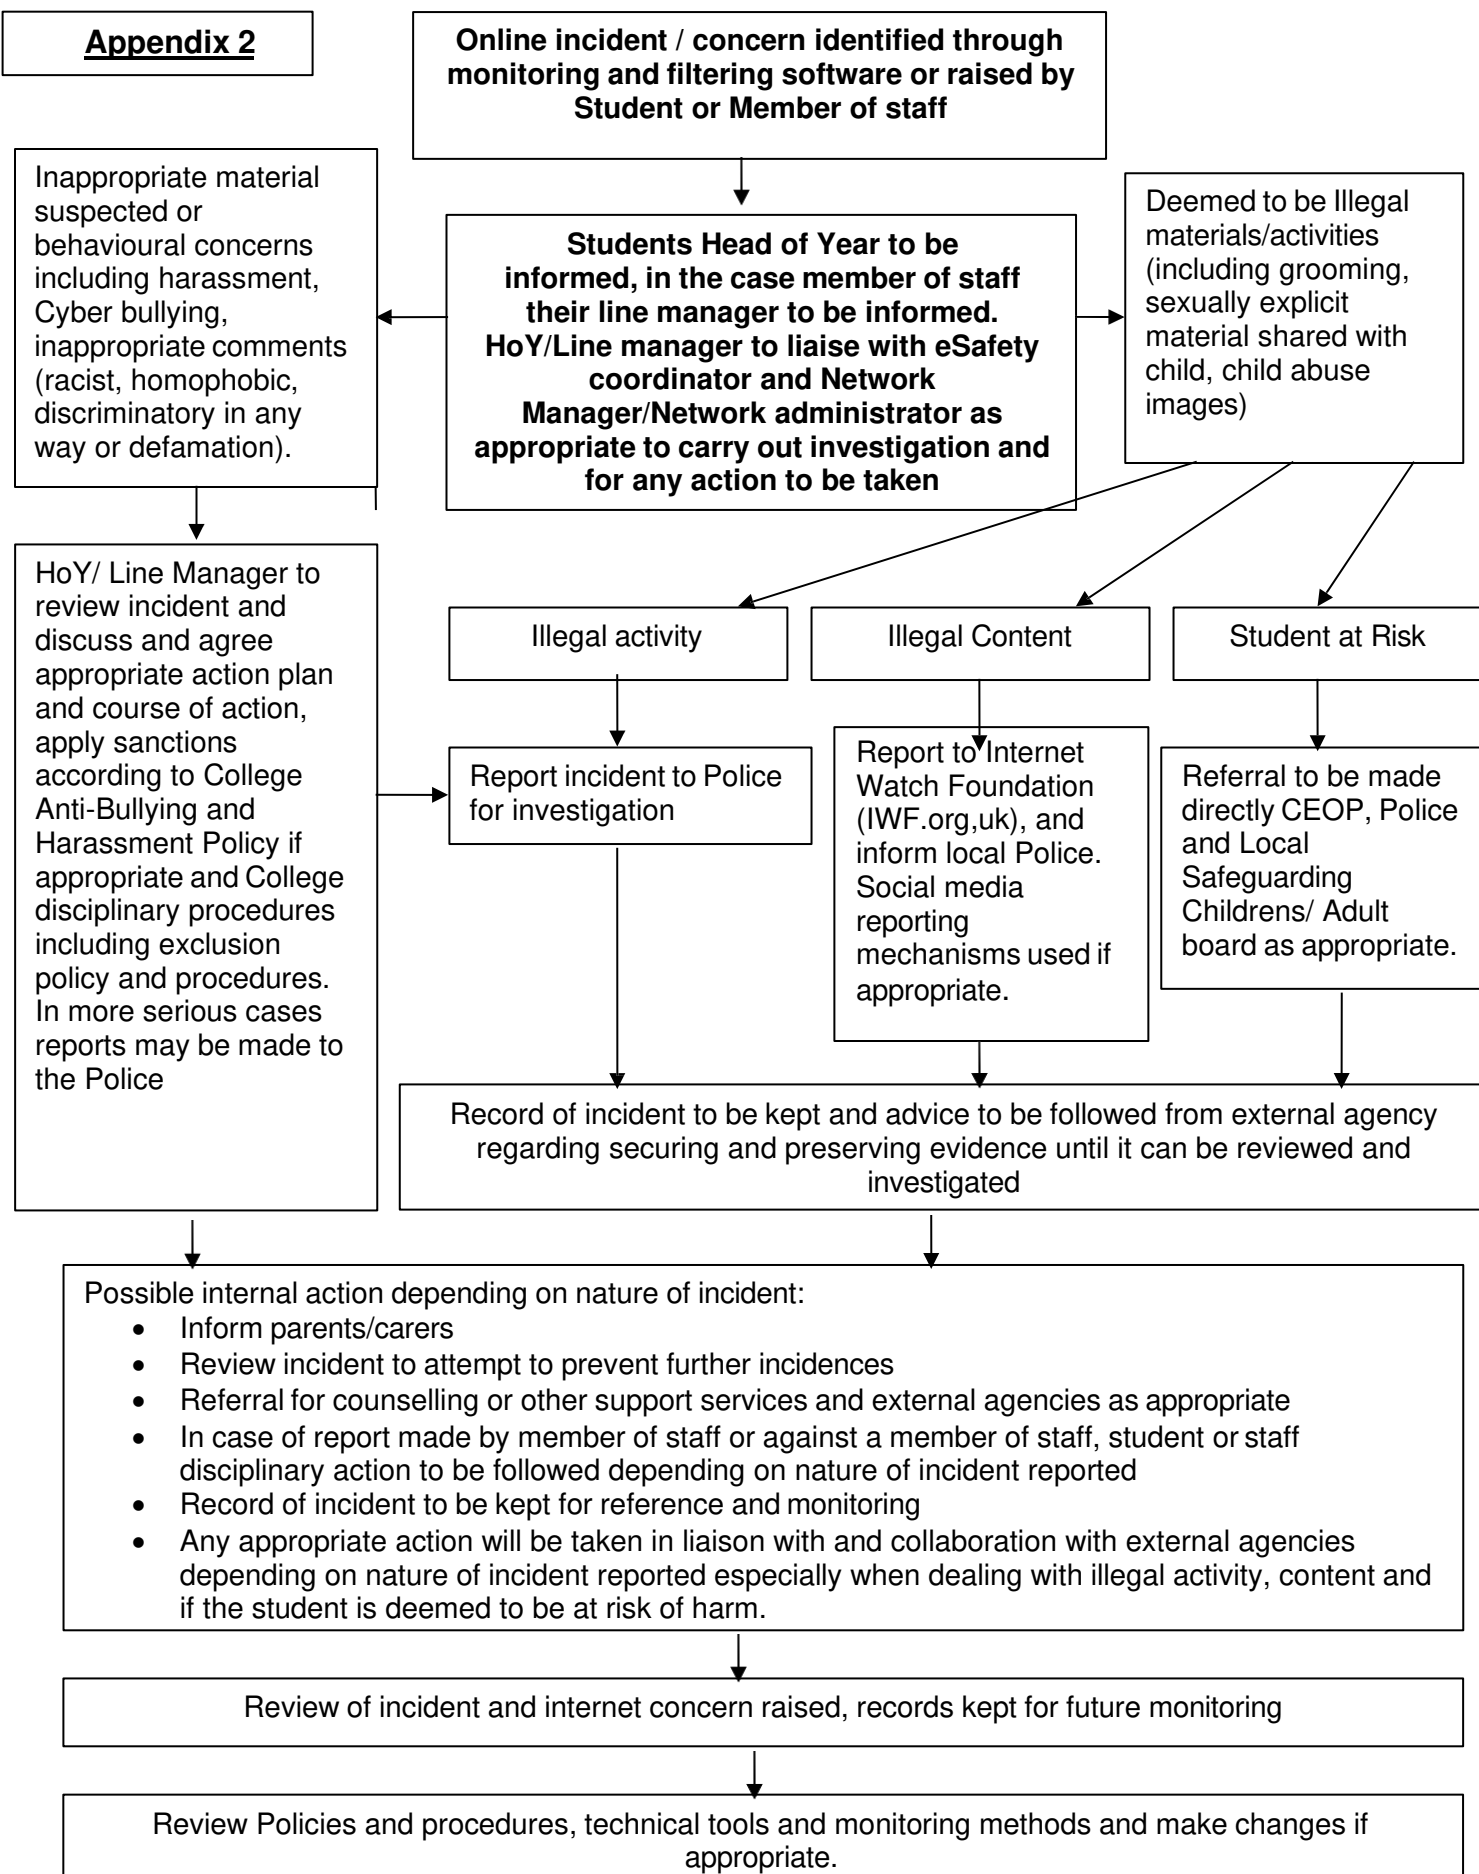 Appendix 2
Online incident / concern identified through
monitoring and filtering software or raised by
Student or Member of staff
Inappropriate material
suspected or
behavioural concerns
including harassment,
Cyber bullying,
inappropriate comments
(racist, homophobic,
discriminatory in any
way or defamation).
Students Head of Year to be
informed, in the case member of staff
their line manager to be informed.
HoY/Line manager to liaise with eSafety
coordinator and Network
Manager/Network administrator as
appropriate to carry out investigation and
for any action to be taken
Deemed to be Illegal
materials/activities
(including grooming,
sexually explicit
material shared with
child, child abuse
images)
HoY/ Line Manager to
review incident and
discuss and agree
appropriate action plan
and course of action,
apply sanctions
according to College
Anti-Bullying and
Harassment Policy if
appropriate and College
disciplinary procedures
including exclusion
policy and procedures.
In more serious cases
reports may be made to
the Police
Illegal activity
Illegal Content
Student at Risk
Report incident to Police
for investigation
Report to Internet
Watch Foundation
(IWF.org,uk), and
inform local Police.
Social media
reporting
mechanisms used if
appropriate.
Referral to be made
directly CEOP, Police
and Local
Safeguarding
Childrens/ Adult
board as appropriate.
Record of incident to be kept and advice to be followed from external agency
regarding securing and preserving evidence until it can be reviewed and
investigated
Possible internal action depending on nature of incident:
• Inform parents/carers
• Review incident to attempt to prevent further incidences
• Referral for counselling or other support services and external agencies as appropriate
• In case of report made by member of staff or against a member of staff, student or staff
disciplinary action to be followed depending on nature of incident reported
• Record of incident to be kept for reference and monitoring
• Any appropriate action will be taken in liaison with and collaboration with external agencies
depending on nature of incident reported especially when dealing with illegal activity, content and
if the student is deemed to be at risk of harm.
Review of incident and internet concern raised, records kept for future monitoring
Review Policies and procedures, technical tools and monitoring methods and make changes if
appropriate.